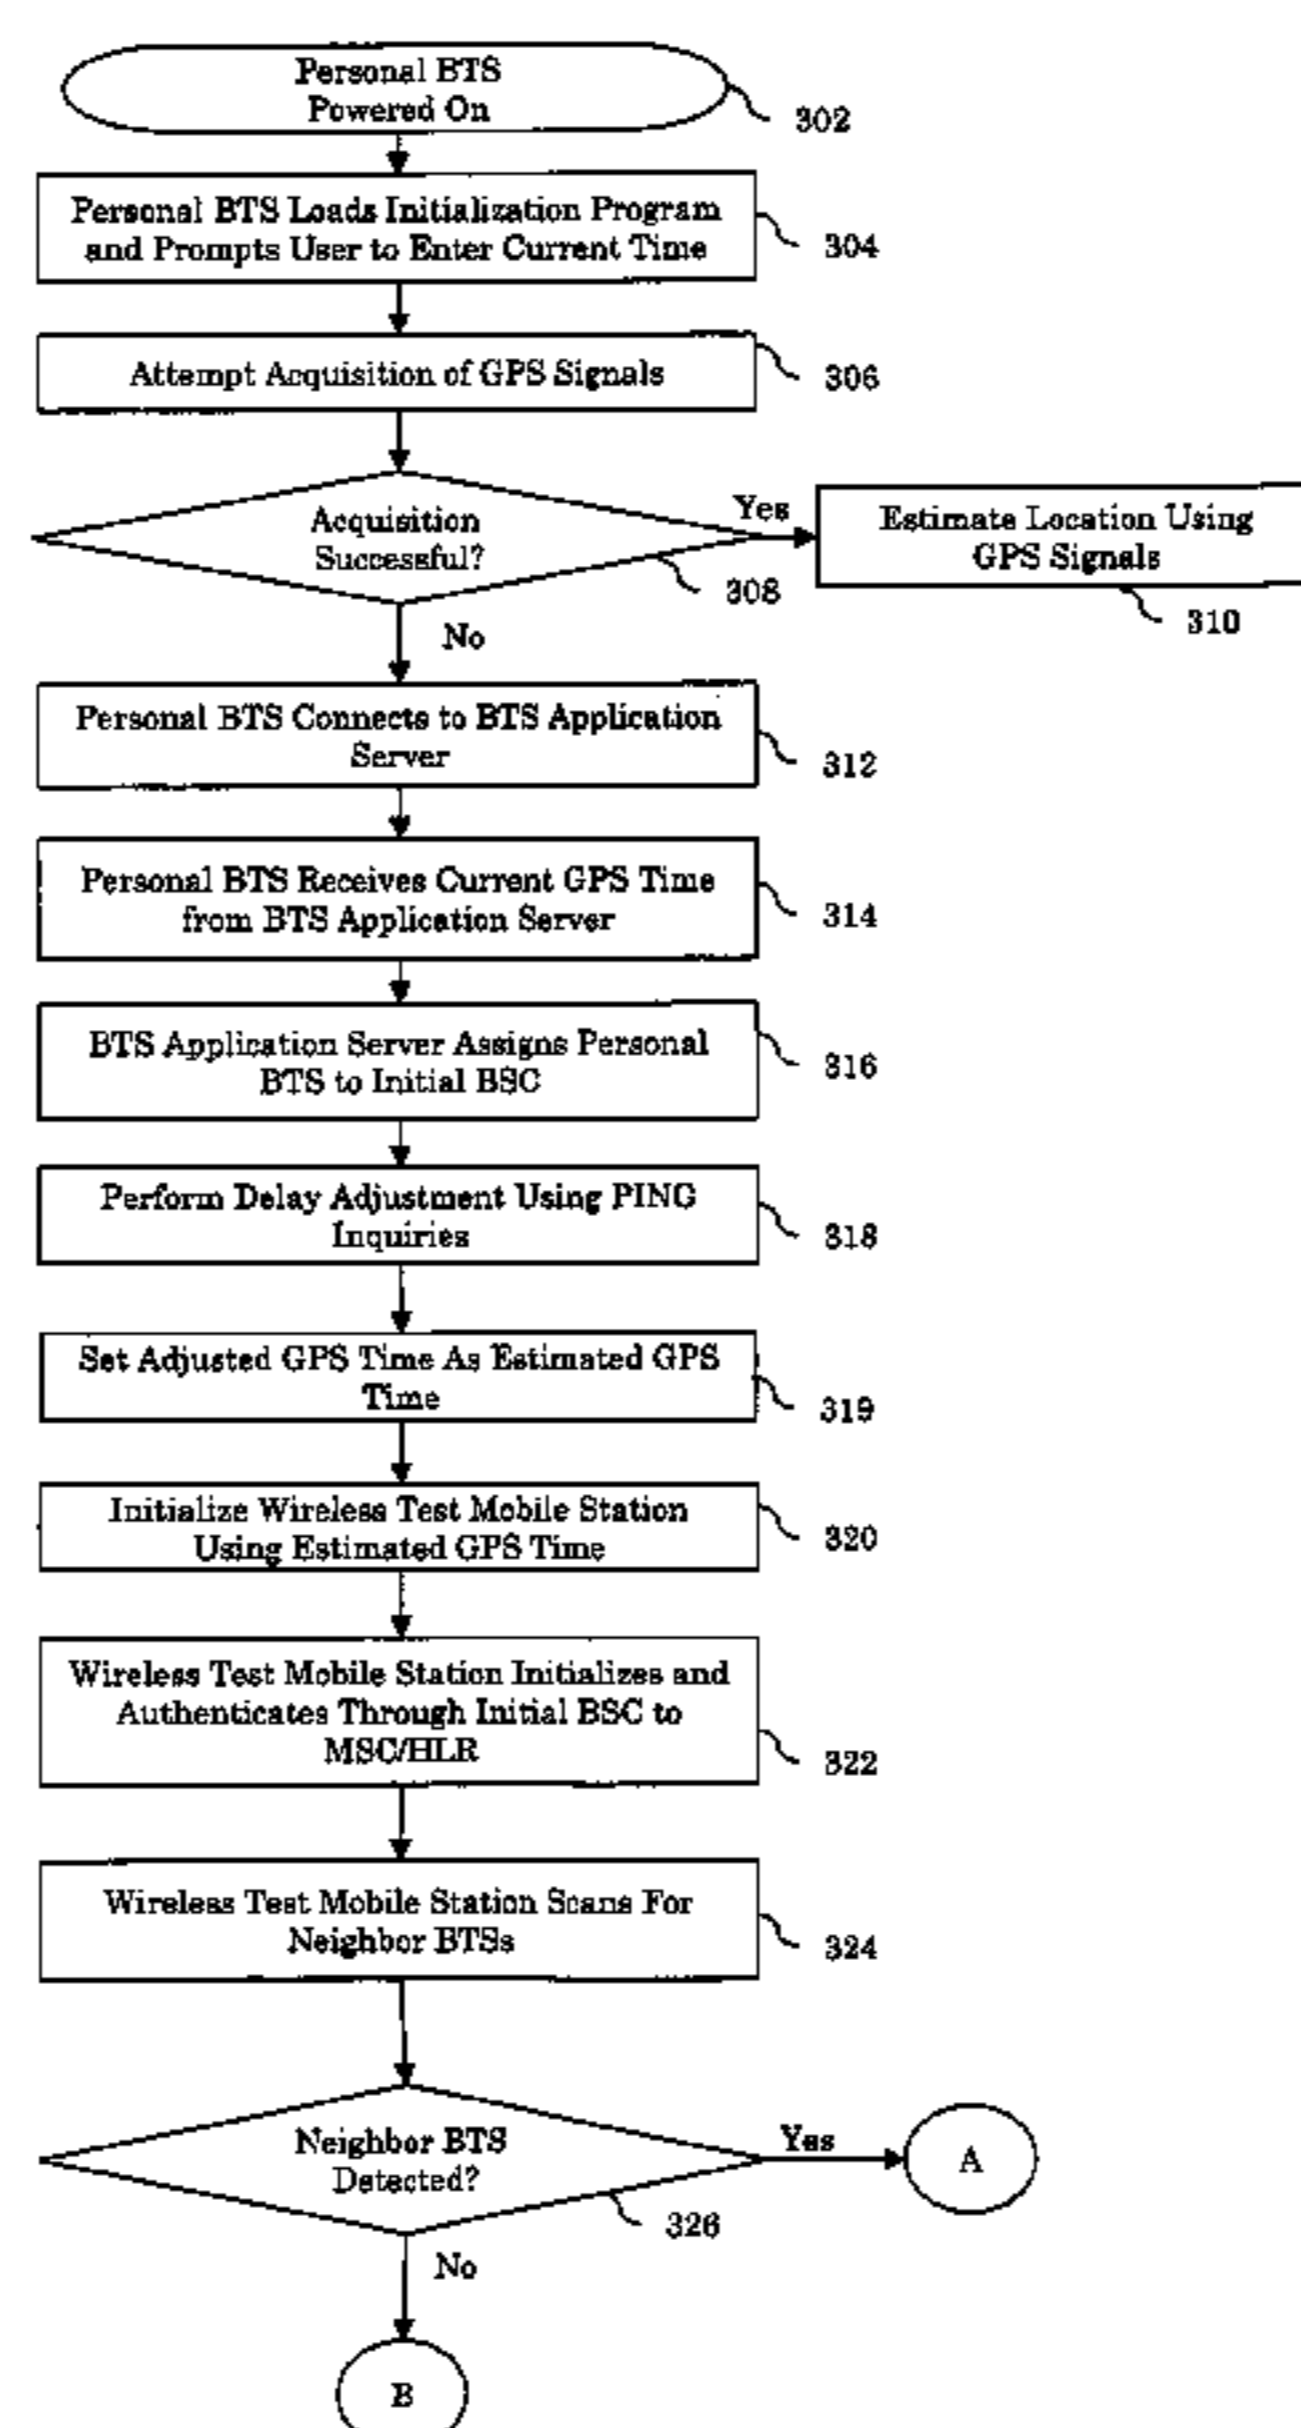 Personal BTS
Powered On
302
Personal BTS Loads Initialization Program
and Prompts User to Enter Current Time
304
Attempt Acquisition of GPS Signals
306
Acquisition
Successful?
308
Yes
Estimate Location Using
GPS Signals
310
No
Personal BTS Connects to BTS Application
Server
312
Personal BTS Receives Current GPS Time
from BTS Application Server
314
BTS Application Server Assigns Personal
BTS to Initial BSC
316
Perform Delay Adjustment Using PING
Inquiries
318
Set Adjusted GPS Time As Estimated GPS
Time
319
Initialize Wireless Test Mobile Station
Using Estimated GPS Time
320
Wireless Test Mobile Station Initializes and
Authenticates Through Initial BSC to
MSC/HLR
322
Wireless Test Mobile Station Scans For
Neighbor BTSs
324
Neighbor BTS
Detected?
326
Yes
A
No
B